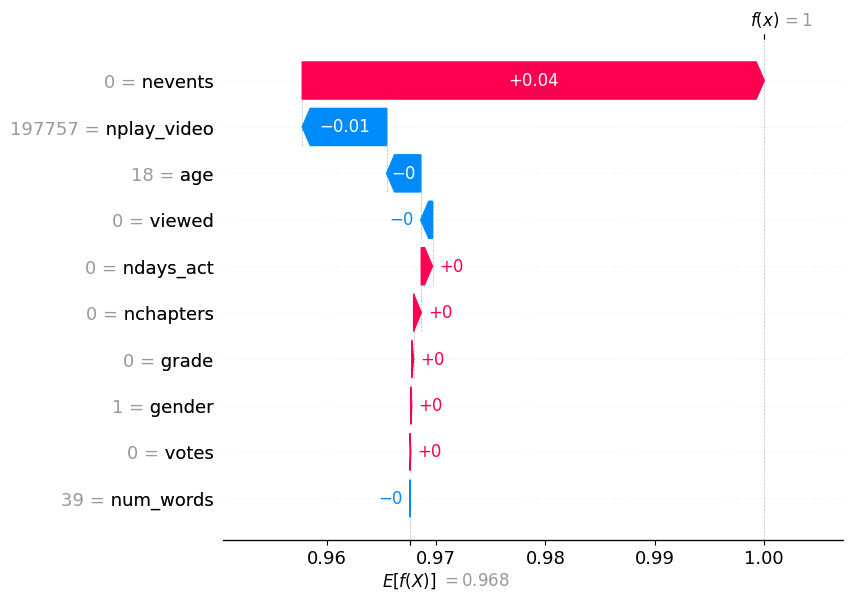 f(x) = 1
0 = nevents
+0.04
197757 = nplay_video
−0.01
18 = age
−0
0 = viewed
−0
0 = ndays_act
+0
0 = nchapters
+0
0 = grade
+0
1 = gender
+0
0 = votes
+0
39 = num_words
−0
0.96 0.97 0.98 0.99 1.00
E[f(X)] = 0.968